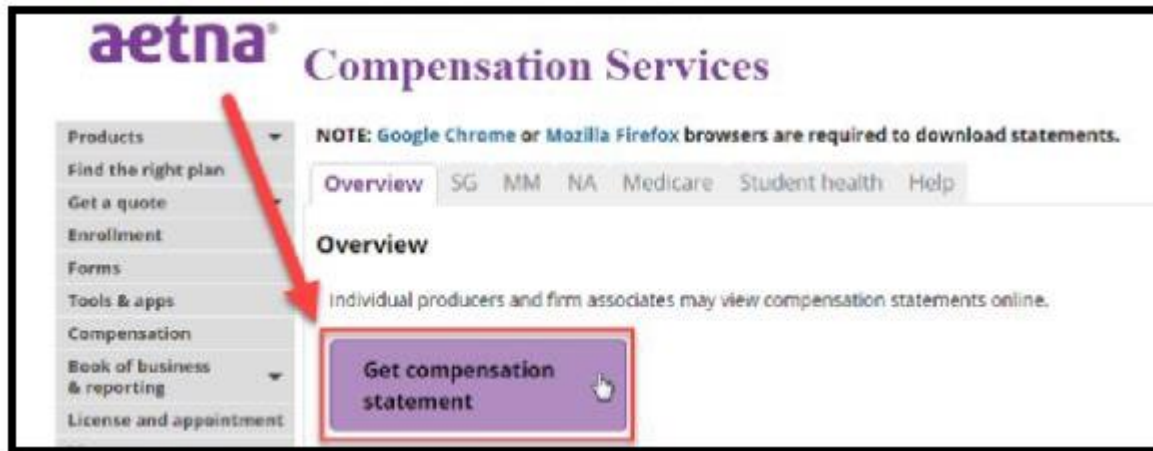 aetna
Compensation Services
NOTE: Google Chrome or Mozilla Firefox browsers are required to download statements.
Overview SG MM NA Medicare Student health Help
Overview
Individual producers and firm associates may view compensation statements online.
Get compensation
statement
Products
Find the right plan
Get a quote
Enrollment
Forms
Tools & apps
Compensation
Book of business
& reporting
License and appointment